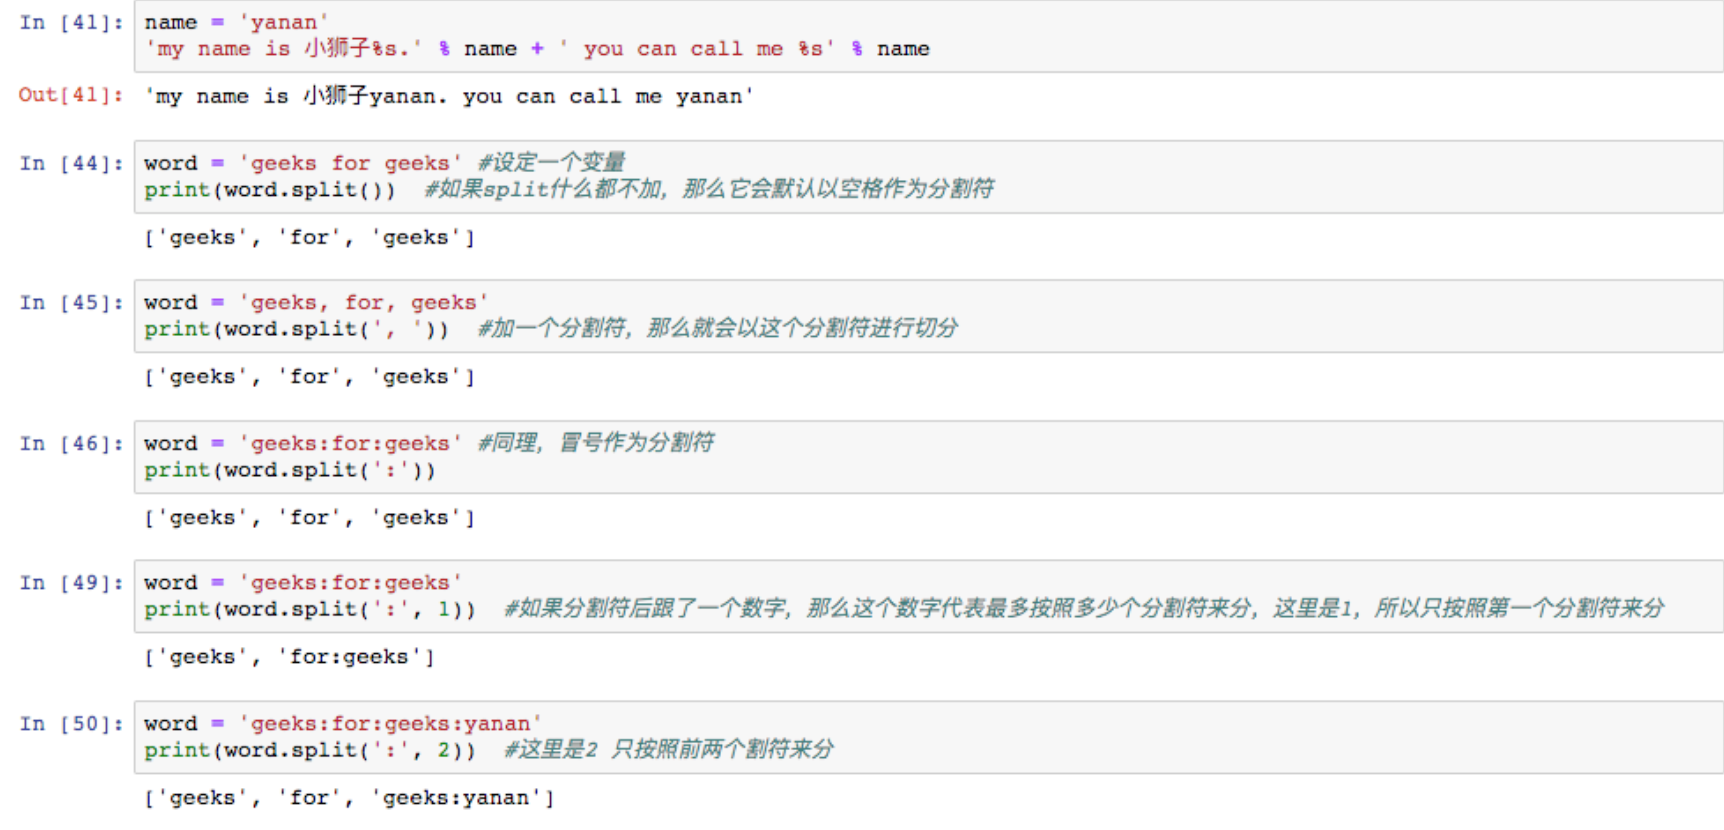 In [41]: name = 'yanan'
'my name is 小狮子%s.' % name + ' you can call me %s' % name
Out[41]: 'my name is 小狮子yanan. you can call me yanan'
In [44]: word = 'geeks for geeks' #设定一个变量
print(word.split())  #如果split什么都不加，那么它会默认以空格作为分割符
['geeks', 'for', 'geeks']
In [45]: word = 'geeks, for, geeks'
print(word.split(', '))  #加一个分割符，那么就会以这个分割符进行切分
['geeks', 'for', 'geeks']
In [46]: word = 'geeks:for:geeks' #同理，冒号作为分割符
print(word.split(':'))
['geeks', 'for', 'geeks']
In [49]: word = 'geeks:for:geeks'
print(word.split(':', 1))  #如果分割符后跟了一个数字，那么这个数字代表最多按照多少个分割符来分，这里是1，所以只按照第一个分割符来分
['geeks', 'for:geeks']
In [50]: word = 'geeks:for:geeks:yanan'
print(word.split(':', 2))  #这里是2 只按照前两个割符来分
['geeks', 'for', 'geeks:yanan']